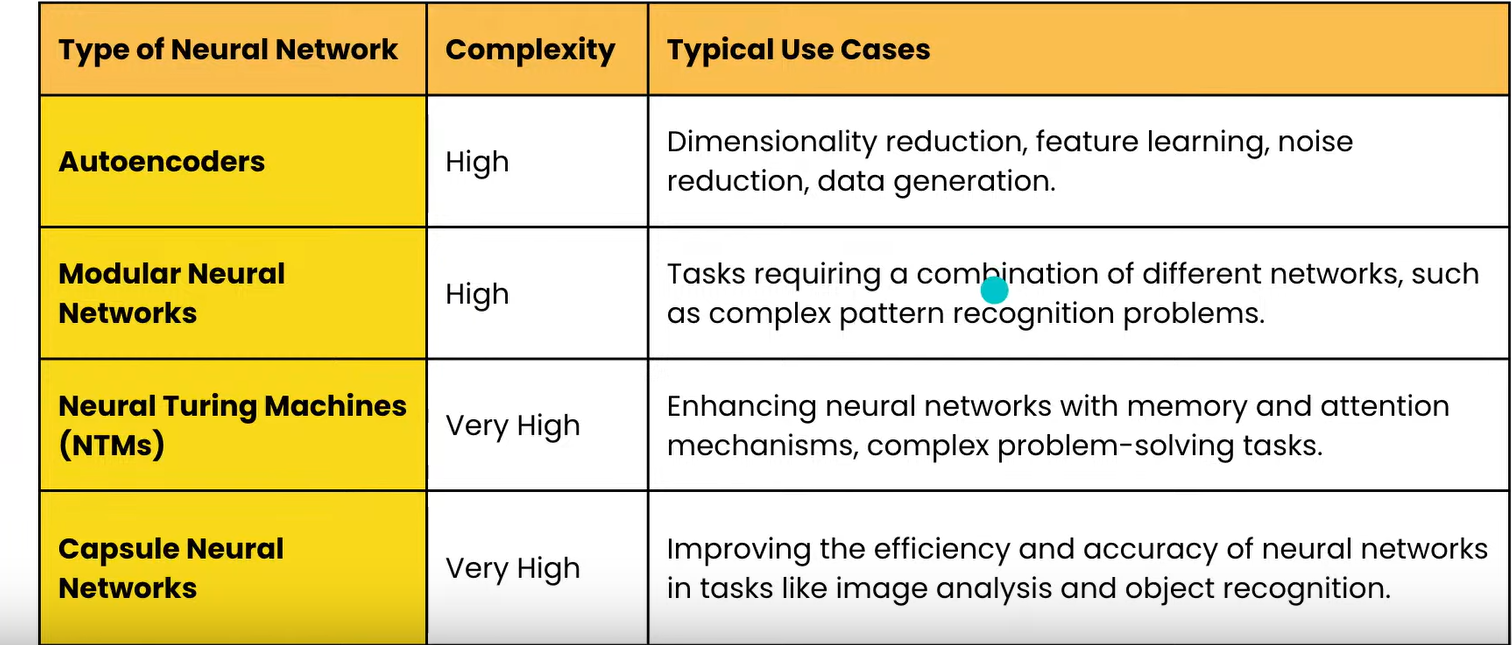 Type of Neural Network
Complexity
Typical Use Cases
Autoencoders
High
Dimensionality reduction, feature learning, noise
reduction, data generation.
Modular Neural
Networks
High
Tasks requiring a combination of different networks, such
as complex pattern recognition problems.
Neural Turing Machines
(NTMs)
Very High
Enhancing neural networks with memory and attention
mechanisms, complex problem-solving tasks.
Capsule Neural
Networks
Very High
Improving the efficiency and accuracy of neural networks
in tasks like image analysis and object recognition.